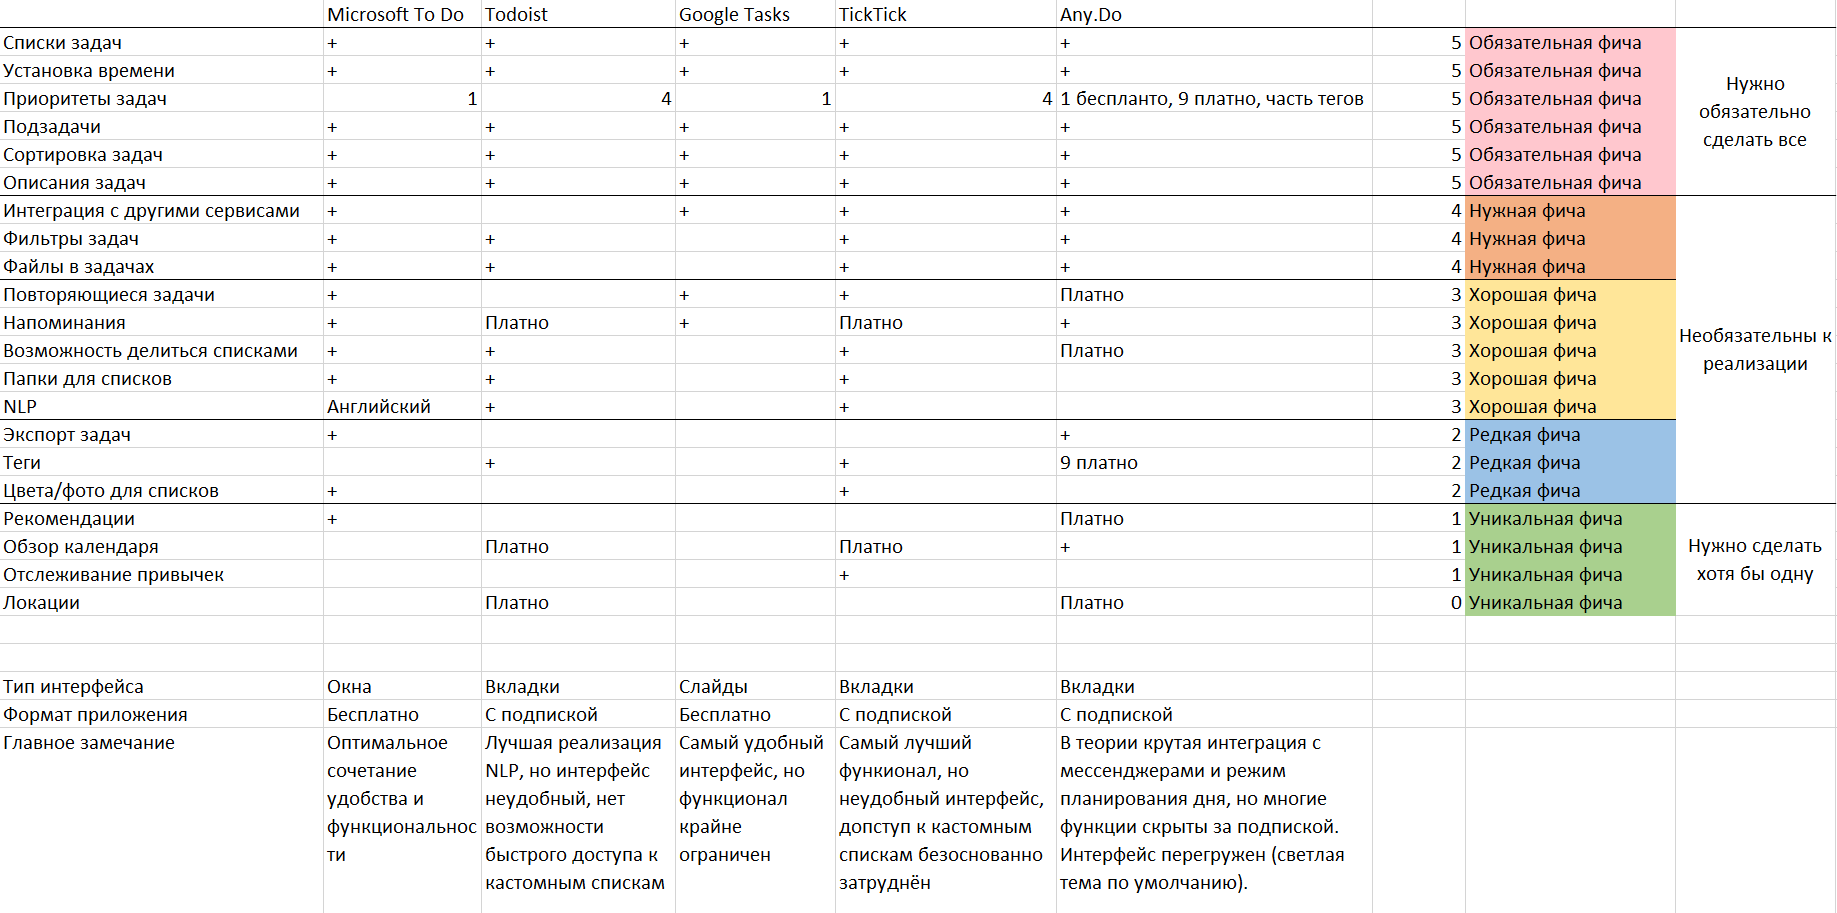 Microsoft To Do Todoist Google Tasks TickTick Any.Do
Списки задач + + + + + 5 Обязательная фича
Установка времени + + + + + 5 Обязательная фича
Приоритеты задач 1 4 1 4 1 беспланто, 9 платно, часть тегов 5 Обязательная фича
Подзадачи + + + + + 5 Обязательная фича
Сортировка задач + + + + + 5 Обязательная фича
Описания задач + + + + + 5 Обязательная фича
Нужно
обязательно
сделать все
Интеграция с другими сервисами + + + + 4 Нужная фича
Фильтры задач + + + + 4 Нужная фича
Файлы в задачах + + + + 4 Нужная фича
Повторяющиеся задачи + + + Платно 3 Хорошая фича
Напоминания + Платно + Платно + 3 Хорошая фича
Возможность делиться списками + + + Платно 3 Хорошая фича
Папки для списков + + + 3 Хорошая фича
NLP Английский + + 3 Хорошая фича
Экспорт задач + + 2 Редкая фича
Теги + + 9 платно 2 Редкая фича
Цвета/фото для списков + + 2 Редкая фича
Необязательны к
реализации
Рекомендации + Платно 1 Уникальная фича
Обзор календаря Платно Платно + 1 Уникальная фича
Отслеживание привычек + 1 Уникальная фича
Локации Платно Платно 0 Уникальная фича
Нужно сделать
хотя бы одну
Тип интерфейса Окна Вкладки Слайды Вкладки Вкладки
Формат приложения Бесплатно С подпиской Бесплатно С подпиской С подпиской
Главное замечание
Оптимальное
сочетание
удобства и
функциональнос
ти
Лучшая реализация
NLP, но интерфейс
неудобный, нет
возможности
быстрого доступа к
кастомным спискам
Самый удобный
интерфейс, но
функционал
крайне
ограничен
Самый лучший
функионал, но
неудобный интерфейс,
допступ к кастомным
спискам безоснованно
затруднён
В теории крутая интеграция с
мессенджерами и режим
планирования дня, но многие
функции скрыты за подпиской.
Интерфейс перегружен (светлая
тема по умолчанию).